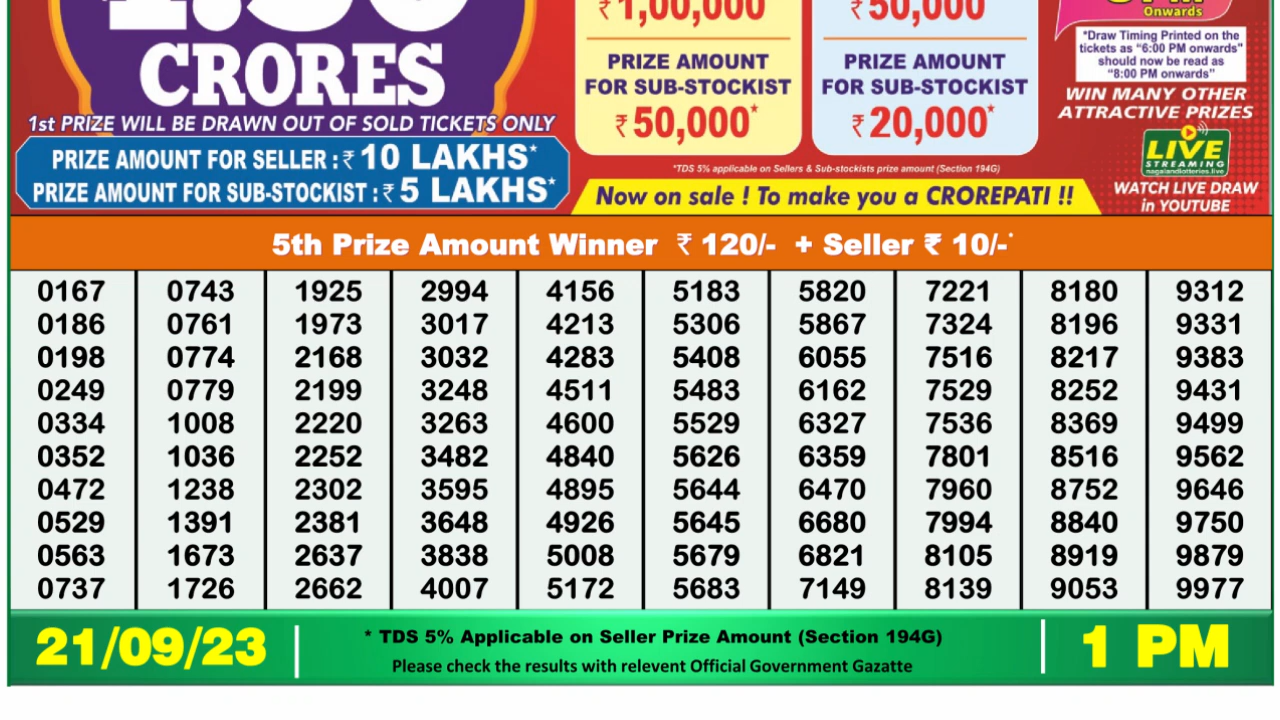 CRORES
1st PRIZE WILL BE DRAWN OUT OF SOLD TICKETS ONLY
PRIZE AMOUNT FOR SELLER : ₹ 10 LAKHS*
PRIZE AMOUNT FOR SUB-STOCKIST : ₹ 5 LAKHS*
₹1,00,000
PRIZE AMOUNT
FOR SUB-STOCKIST
₹50,000*
₹50,000
PRIZE AMOUNT
FOR SUB-STOCKIST
₹20,000*
*TDS 5% applicable on Sellers & Sub-stockists prize amount (Section 194G)
Now on sale ! To make you a CROREPATI !!
Onwards
*Draw Timing Printed on the
tickets as "6:00 PM onwards"
should now be read as
"8:00 PM onwards"
WIN MANY OTHER
ATTRACTIVE PRIZES
LIVE
STREAMING
nagalandlotteries.live
WATCH LIVE DRAW
in YOUTUBE
5th Prize Amount Winner ₹ 120/- + Seller ₹ 10/-*
0167 0743 1925 2994 4156 5183 5820 7221 8180 9312
0186 0761 1973 3017 4213 5306 5867 7324 8196 9331
0198 0774 2168 3032 4283 5408 6055 7516 8217 9383
0249 0779 2199 3248 4511 5483 6162 7529 8252 9431
0334 1008 2220 3263 4600 5529 6327 7536 8369 9499
0352 1036 2252 3482 4840 5626 6359 7801 8516 9562
0472 1238 2302 3595 4895 5644 6470 7960 8752 9646
0529 1391 2381 3648 4926 5645 6680 7994 8840 9750
0563 1673 2637 3838 5008 5679 6821 8105 8919 9879
0737 1726 2662 4007 5172 5683 7149 8139 9053 9977
21/09/23
* TDS 5% Applicable on Seller Prize Amount (Section 194G)
Please check the results with relevent Official Government Gazatte
1 PM